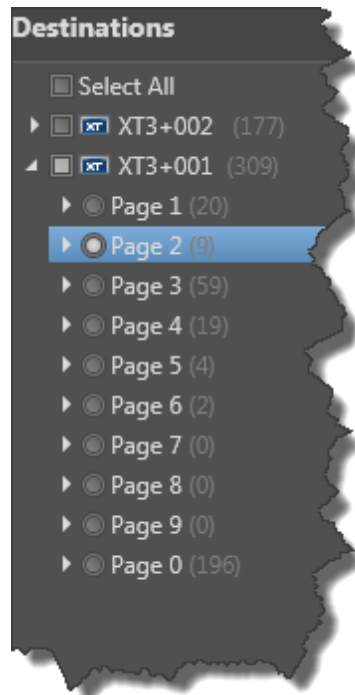 Destinations
Select All
XT XT3+002 (177)
XT XT3+001 (309)
Page 1 (20)
Page 2 (9)
Page 3 (59)
Page 4 (19)
Page 5 (4)
Page 6 (2)
Page 7 (0)
Page 8 (0)
Page 9 (0)
Page 0 (196)